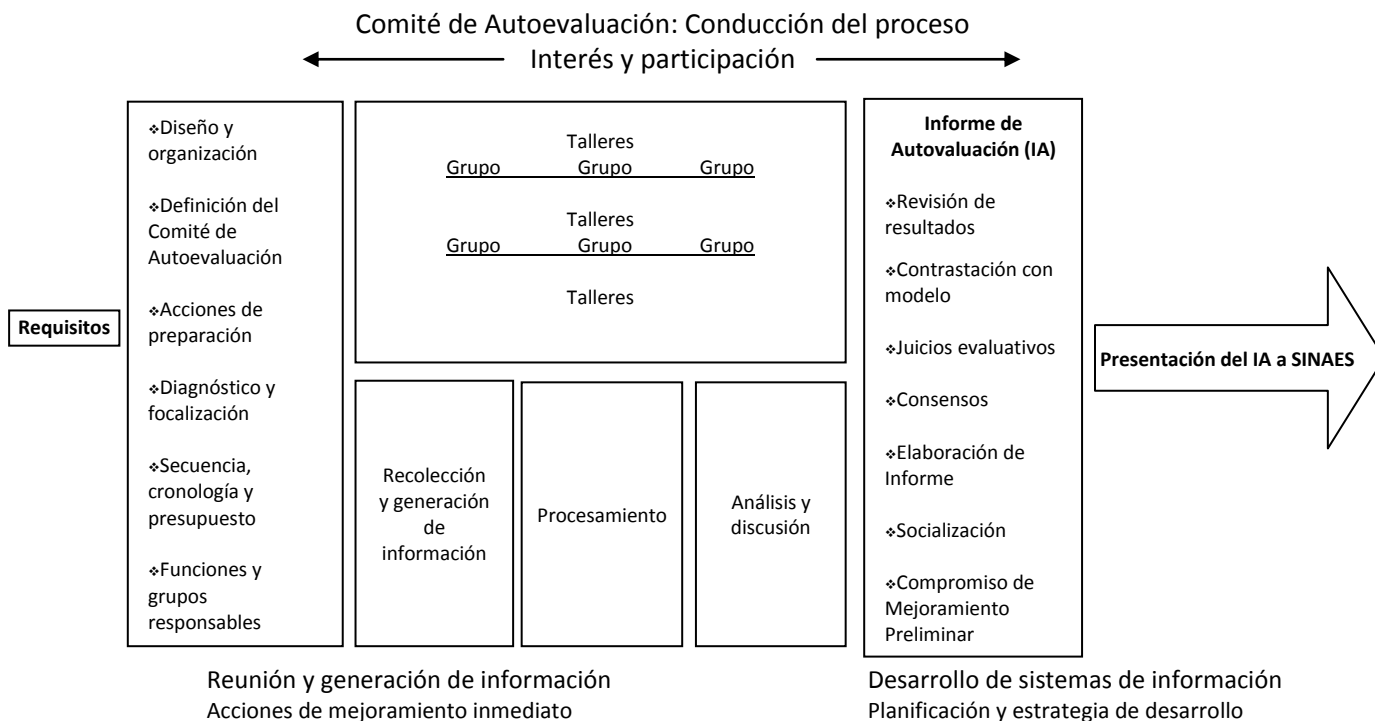 Comité de Autoevaluación: Conducción del proceso
Interés y participación
Requisitos
❖Diseño y
organización
❖Definición del
Comité de
Autoevaluación
❖Acciones de
preparación
❖Diagnóstico y
focalización
❖Secuencia,
cronología y
presupuesto
❖Funciones y
grupos
responsables
Talleres
Grupo Grupo Grupo
Talleres
Grupo Grupo Grupo
Talleres
Recolección
y generación
de
información
Procesamiento
Análisis y
discusión
Informe de
Autovaluación (IA)
❖Revisión de
resultados
❖Contrastación con
modelo
❖Juicios evaluativos
❖Consensos
❖Elaboración de
Informe
❖Socialización
❖Compromiso de
Mejoramiento
Preliminar
Presentación del IA a SINAES
Reunión y generación de información
Acciones de mejoramiento inmediato
Desarrollo de sistemas de información
Planificación y estrategia de desarrollo